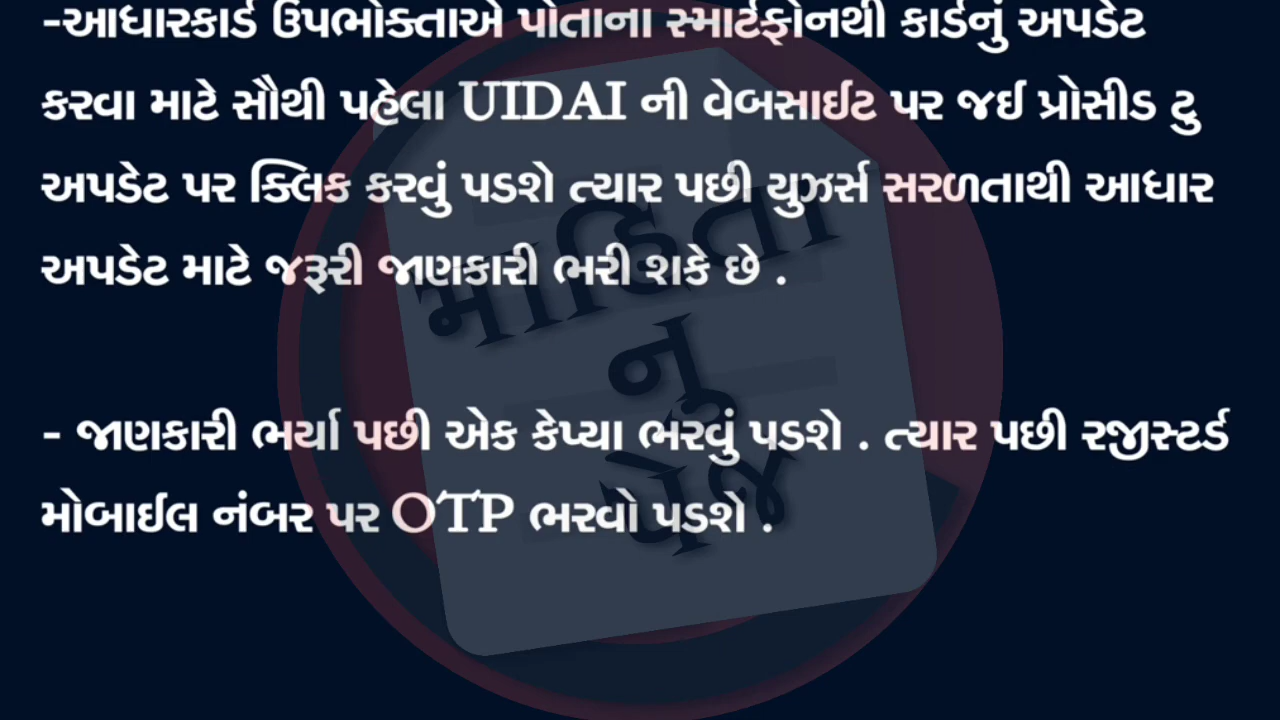 -આધારકાર્ડ ઉપભોક્તાએ પોતાના સ્માર્ટફોનથી કાર્ડનું અપડેટ
કરવા માટે સૌથી પહેલા UIDAI ની વેબસાઈટ પર જઈ પ્રોસીડ ટુ
અપડેટ પર ક્લિક કરવું પડશે ત્યાર પછી યુઝર્સ સરળતાથી આધાર
અપડેટ માટે જરૂરી જાણકારી ભરી શકે છે .
- જાણકારી ભર્યા પછી એક કેપ્ચા ભરવું પડશે . ત્યાર પછી રજીસ્ટર્ડ
મોબાઈલ નંબર પર OTP ભરવો પડશે .
માહિતી
નું
પેજ